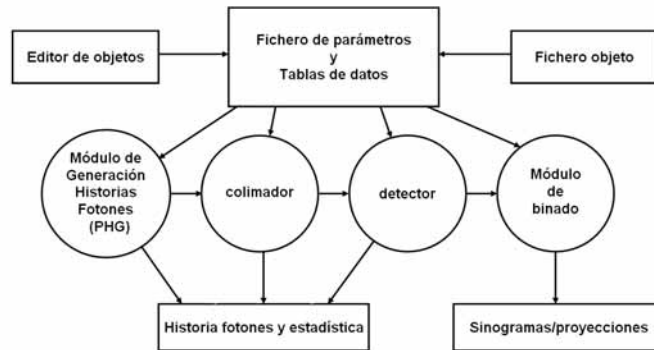 Editor de objetos
Fichero de parámetros
y
Tablas de datos
Fichero objeto
Módulo de
Generación
Historias
Fotones
(PHG)
colimador
detector
Módulo
de
binado
Historia fotones y estadística
Sinogramas/proyecciones